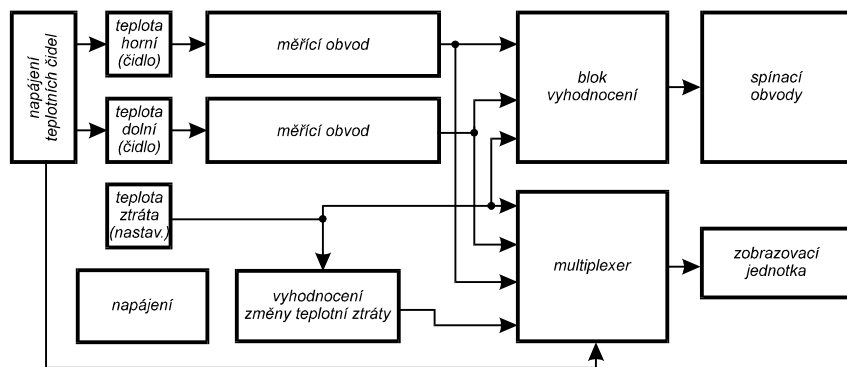 napájení
teplotních čidel
teplota
horní
(čidlo)
měřící obvod
teplota
dolní
(čidlo)
měřící obvod
blok
vyhodnocení
spínací
obvody
teplota
ztráta
(nastav.)
multiplexer
zobrazovací
jednotka
napájení
vyhodnocení
změny teplotní ztráty